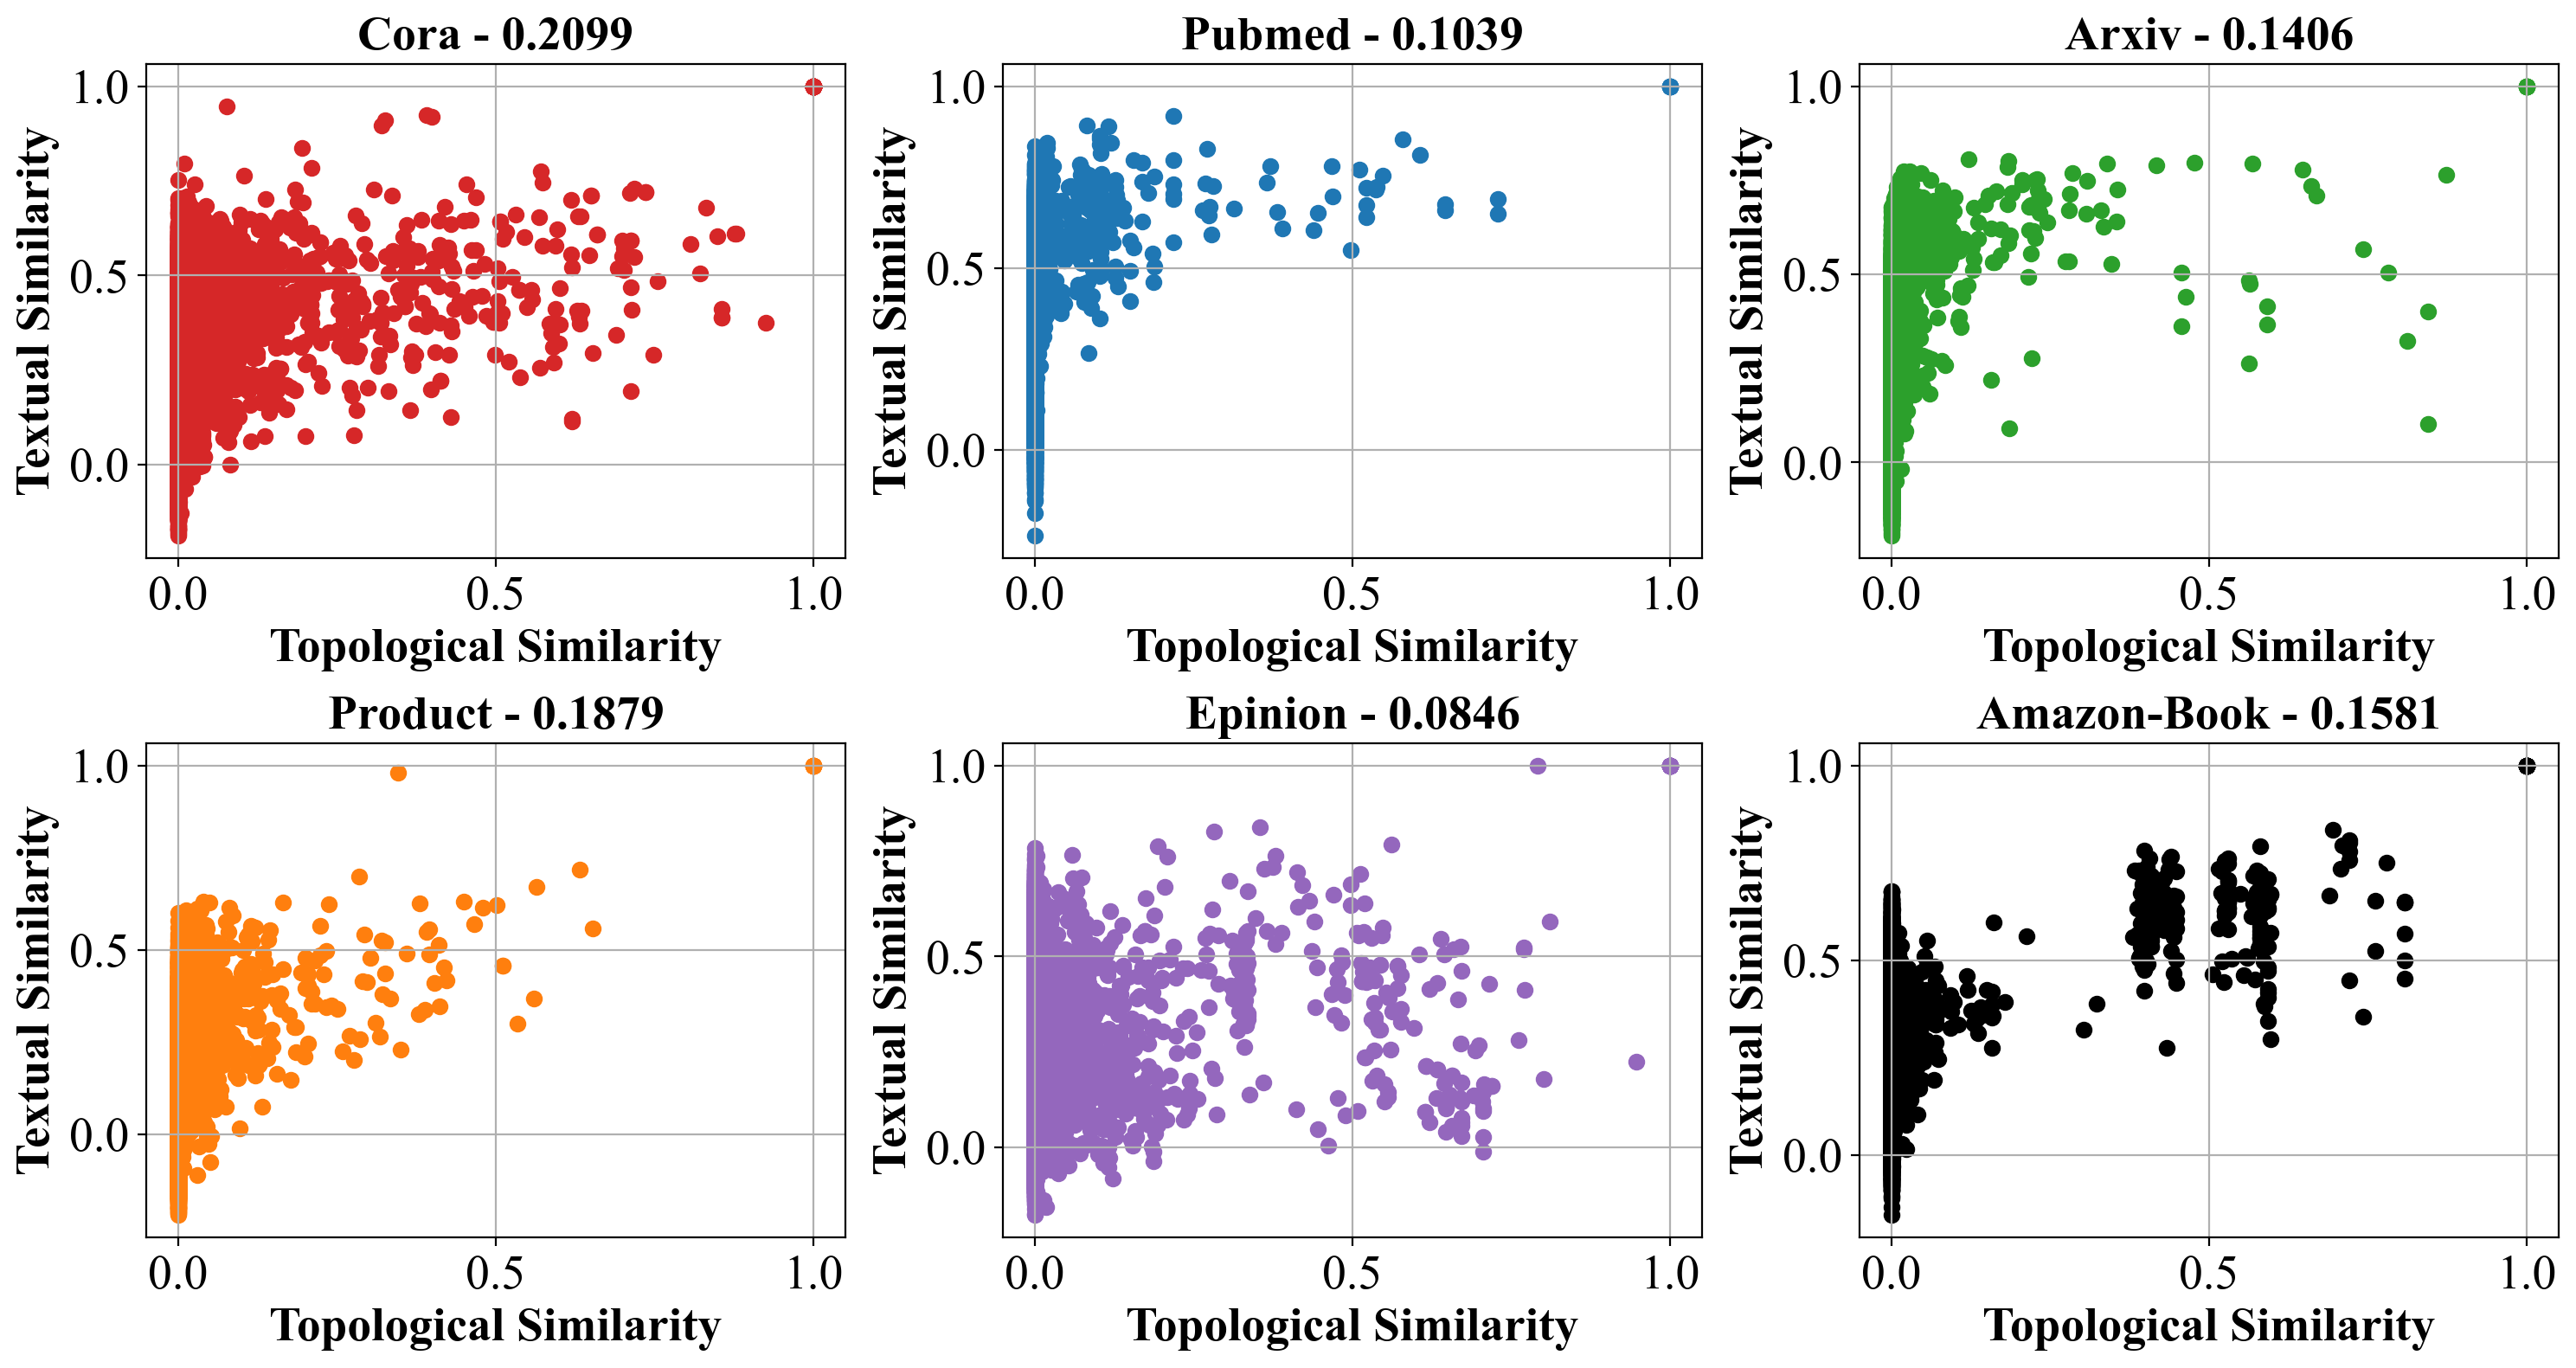 Cora - 0.2099
1.0
0.5
0.0
Textual Similarity
0.0 0.5 1.0
Topological Similarity
Pubmed - 0.1039
1.0
0.5
0.0
Textual Similarity
0.0 0.5 1.0
Topological Similarity
Arxiv - 0.1406
1.0
0.5
0.0
Textual Similarity
0.0 0.5 1.0
Topological Similarity
Product - 0.1879
1.0
0.5
0.0
Textual Similarity
0.0 0.5 1.0
Topological Similarity
Epinion - 0.0846
1.0
0.5
0.0
Textual Similarity
0.0 0.5 1.0
Topological Similarity
Amazon-Book - 0.1581
1.0
0.5
0.0
Textual Similarity
0.0 0.5 1.0
Topological Similarity